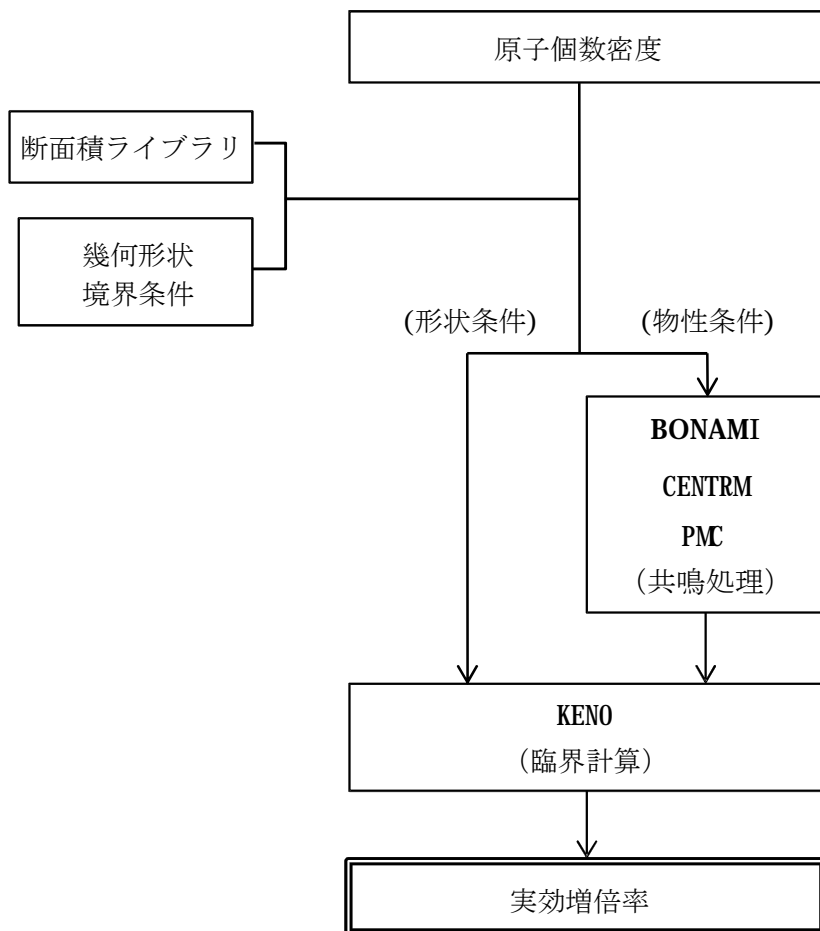 原子個数密度
断面積ライブラリ
幾何形状
境界条件
(形状条件)
(物性条件)
BONAMI
CENTRM
PMC
（共鳴処理）
KENO
（臨界計算）
実効増倍率